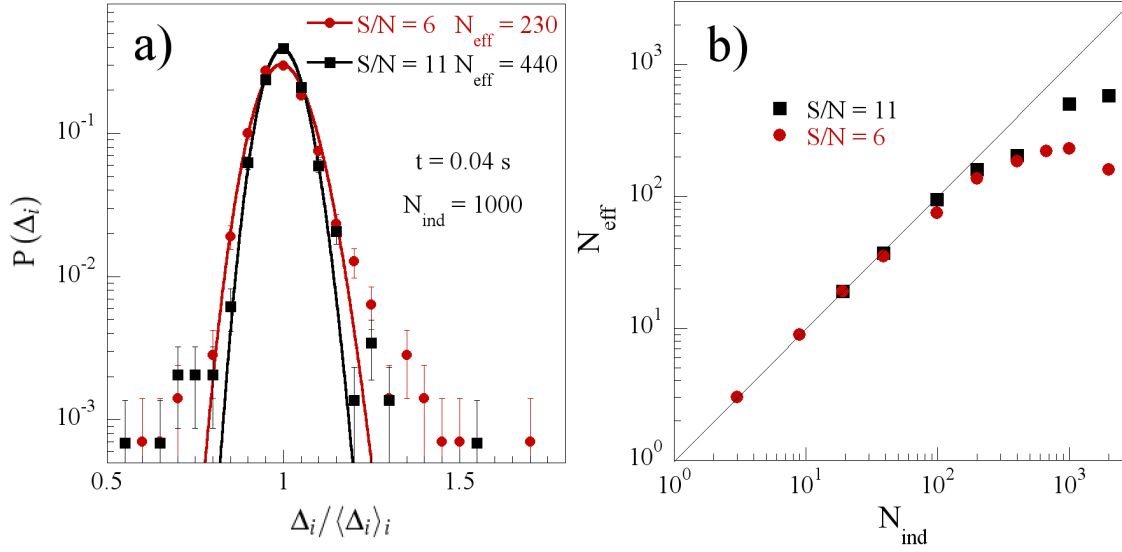 a)
S/N = 6 N_eff = 230
S/N = 11 N_eff = 440
t = 0.04 s
N_ind = 1000
P(Δ_i)
10^-1
10^-2
10^-3
0.5 1 1.5
Δ_i/⟨Δ_i⟩_i
b)
S/N = 11
S/N = 6
N_eff
10^3
10^2
10^1
10^0
10^0 10^1 10^2 10^3
N_ind